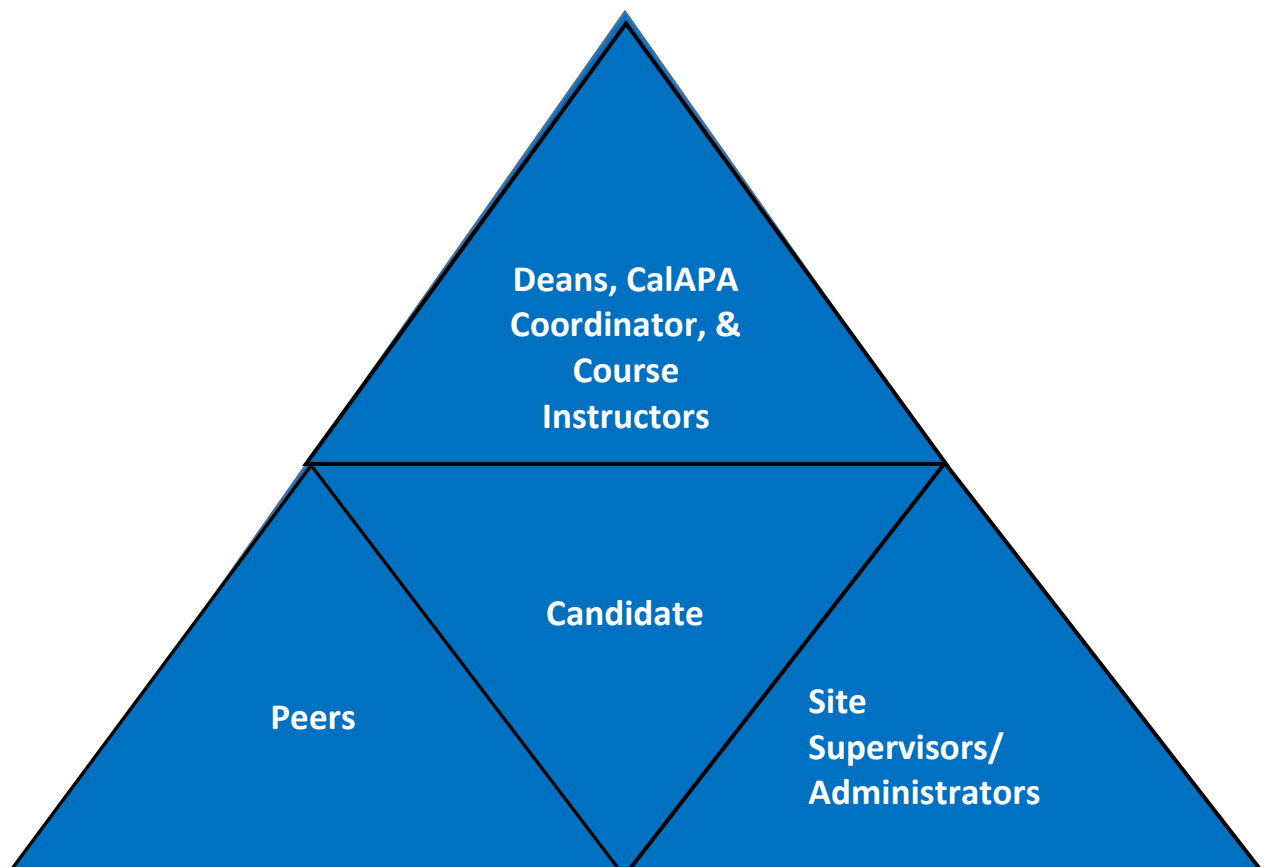 Deans, CalAPA
Coordinator, &
Course
Instructors
Candidate
Peers
Site
Supervisors/
Administrators